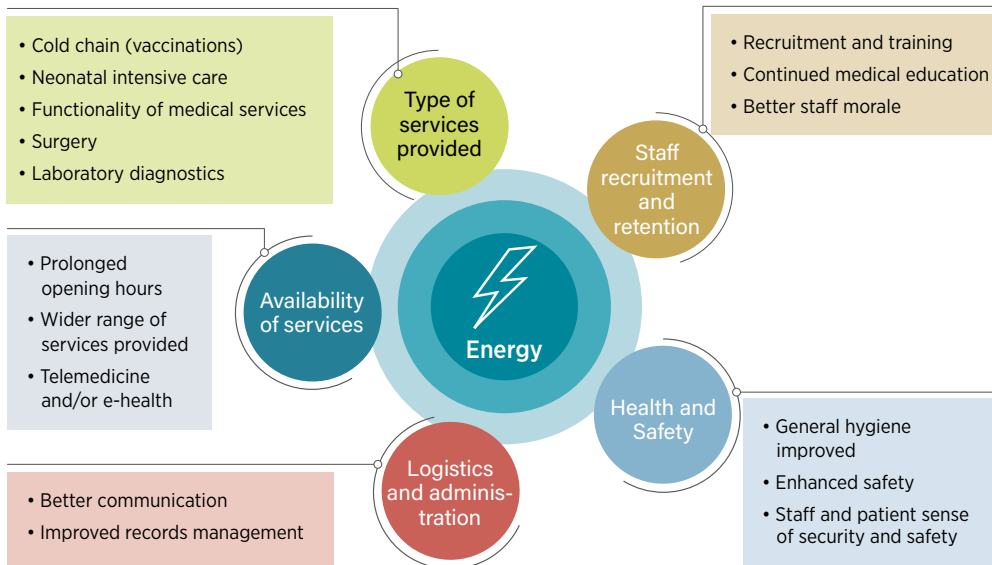 • Cold chain (vaccinations)
• Neonatal intensive care
• Functionality of medical services
• Surgery
• Laboratory diagnostics
Type of
services
provided
• Recruitment and training
• Continued medical education
• Better staff morale
Staff
recruitment
and
retention
• Prolonged
opening hours
• Wider range of
services provided
• Telemedicine
and/or e-health
Availability
of services
Energy
Health and
Safety
• General hygiene
improved
• Enhanced safety
• Staff and patient sense
of security and safety
Logistics
and adminis-
tration
• Better communication
• Improved records management